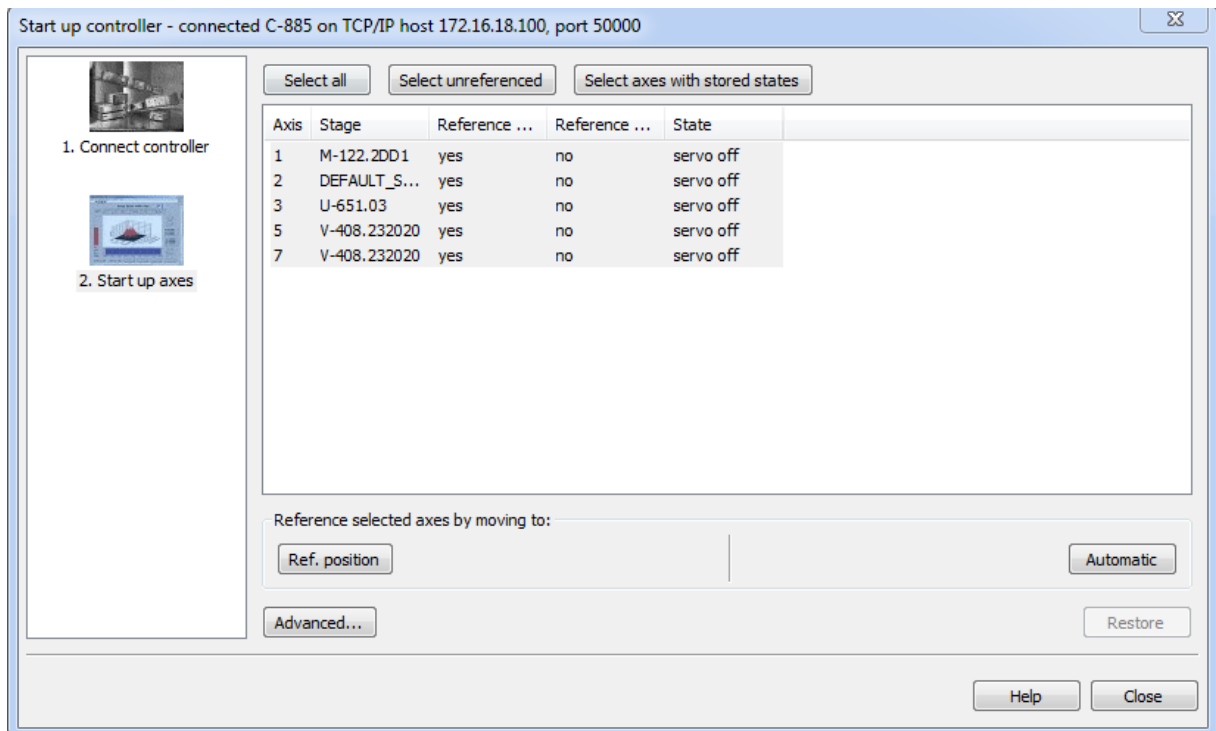 Start up controller - connected C-885 on TCP/IP host 172.16.18.100, port 50000
1. Connect controller
2. Start up axes
Select all Select unreferenced Select axes with stored states
Axis Stage Reference ... Reference ... State
1 M-122.2DD1 yes no servo off
2 DEFAULT_S... yes no servo off
3 U-651.03 yes no servo off
5 V-408.232020 yes no servo off
7 V-408.232020 yes no servo off
Reference selected axes by moving to:
Ref. position Automatic
Advanced... Restore
Help Close